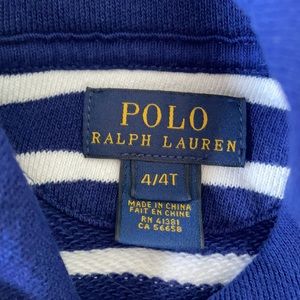 POLO
RALPH LAUREN
4/4T
MADE IN CHINA
FAIT EN CHINE
RN 41381
CA 56658